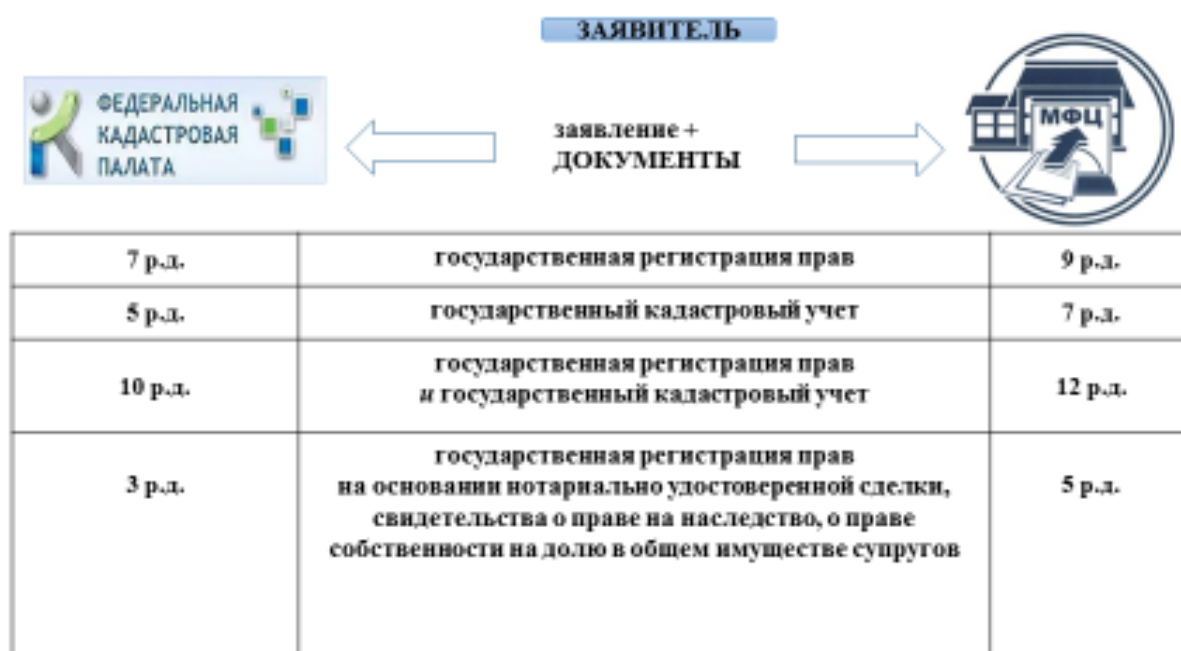 ЗАЯВИТЕЛЬ
ФЕДЕРАЛЬНАЯ
КАДАСТРОВАЯ
ПАЛАТА
заявление +
ДОКУМЕНТЫ
МФЦ
7 р.д.
государственная регистрация прав
9 р.д.
5 р.д.
государственный кадастровый учет
7 р.д.
10 р.д.
государственная регистрация прав
и государственный кадастровый учет
12 р.д.
3 р.д.
государственная регистрация прав
на основании нотариально удостоверенной сделки,
свидетельства о праве на наследство, о праве
собственности на долю в общем имуществе супругов
5 р.д.